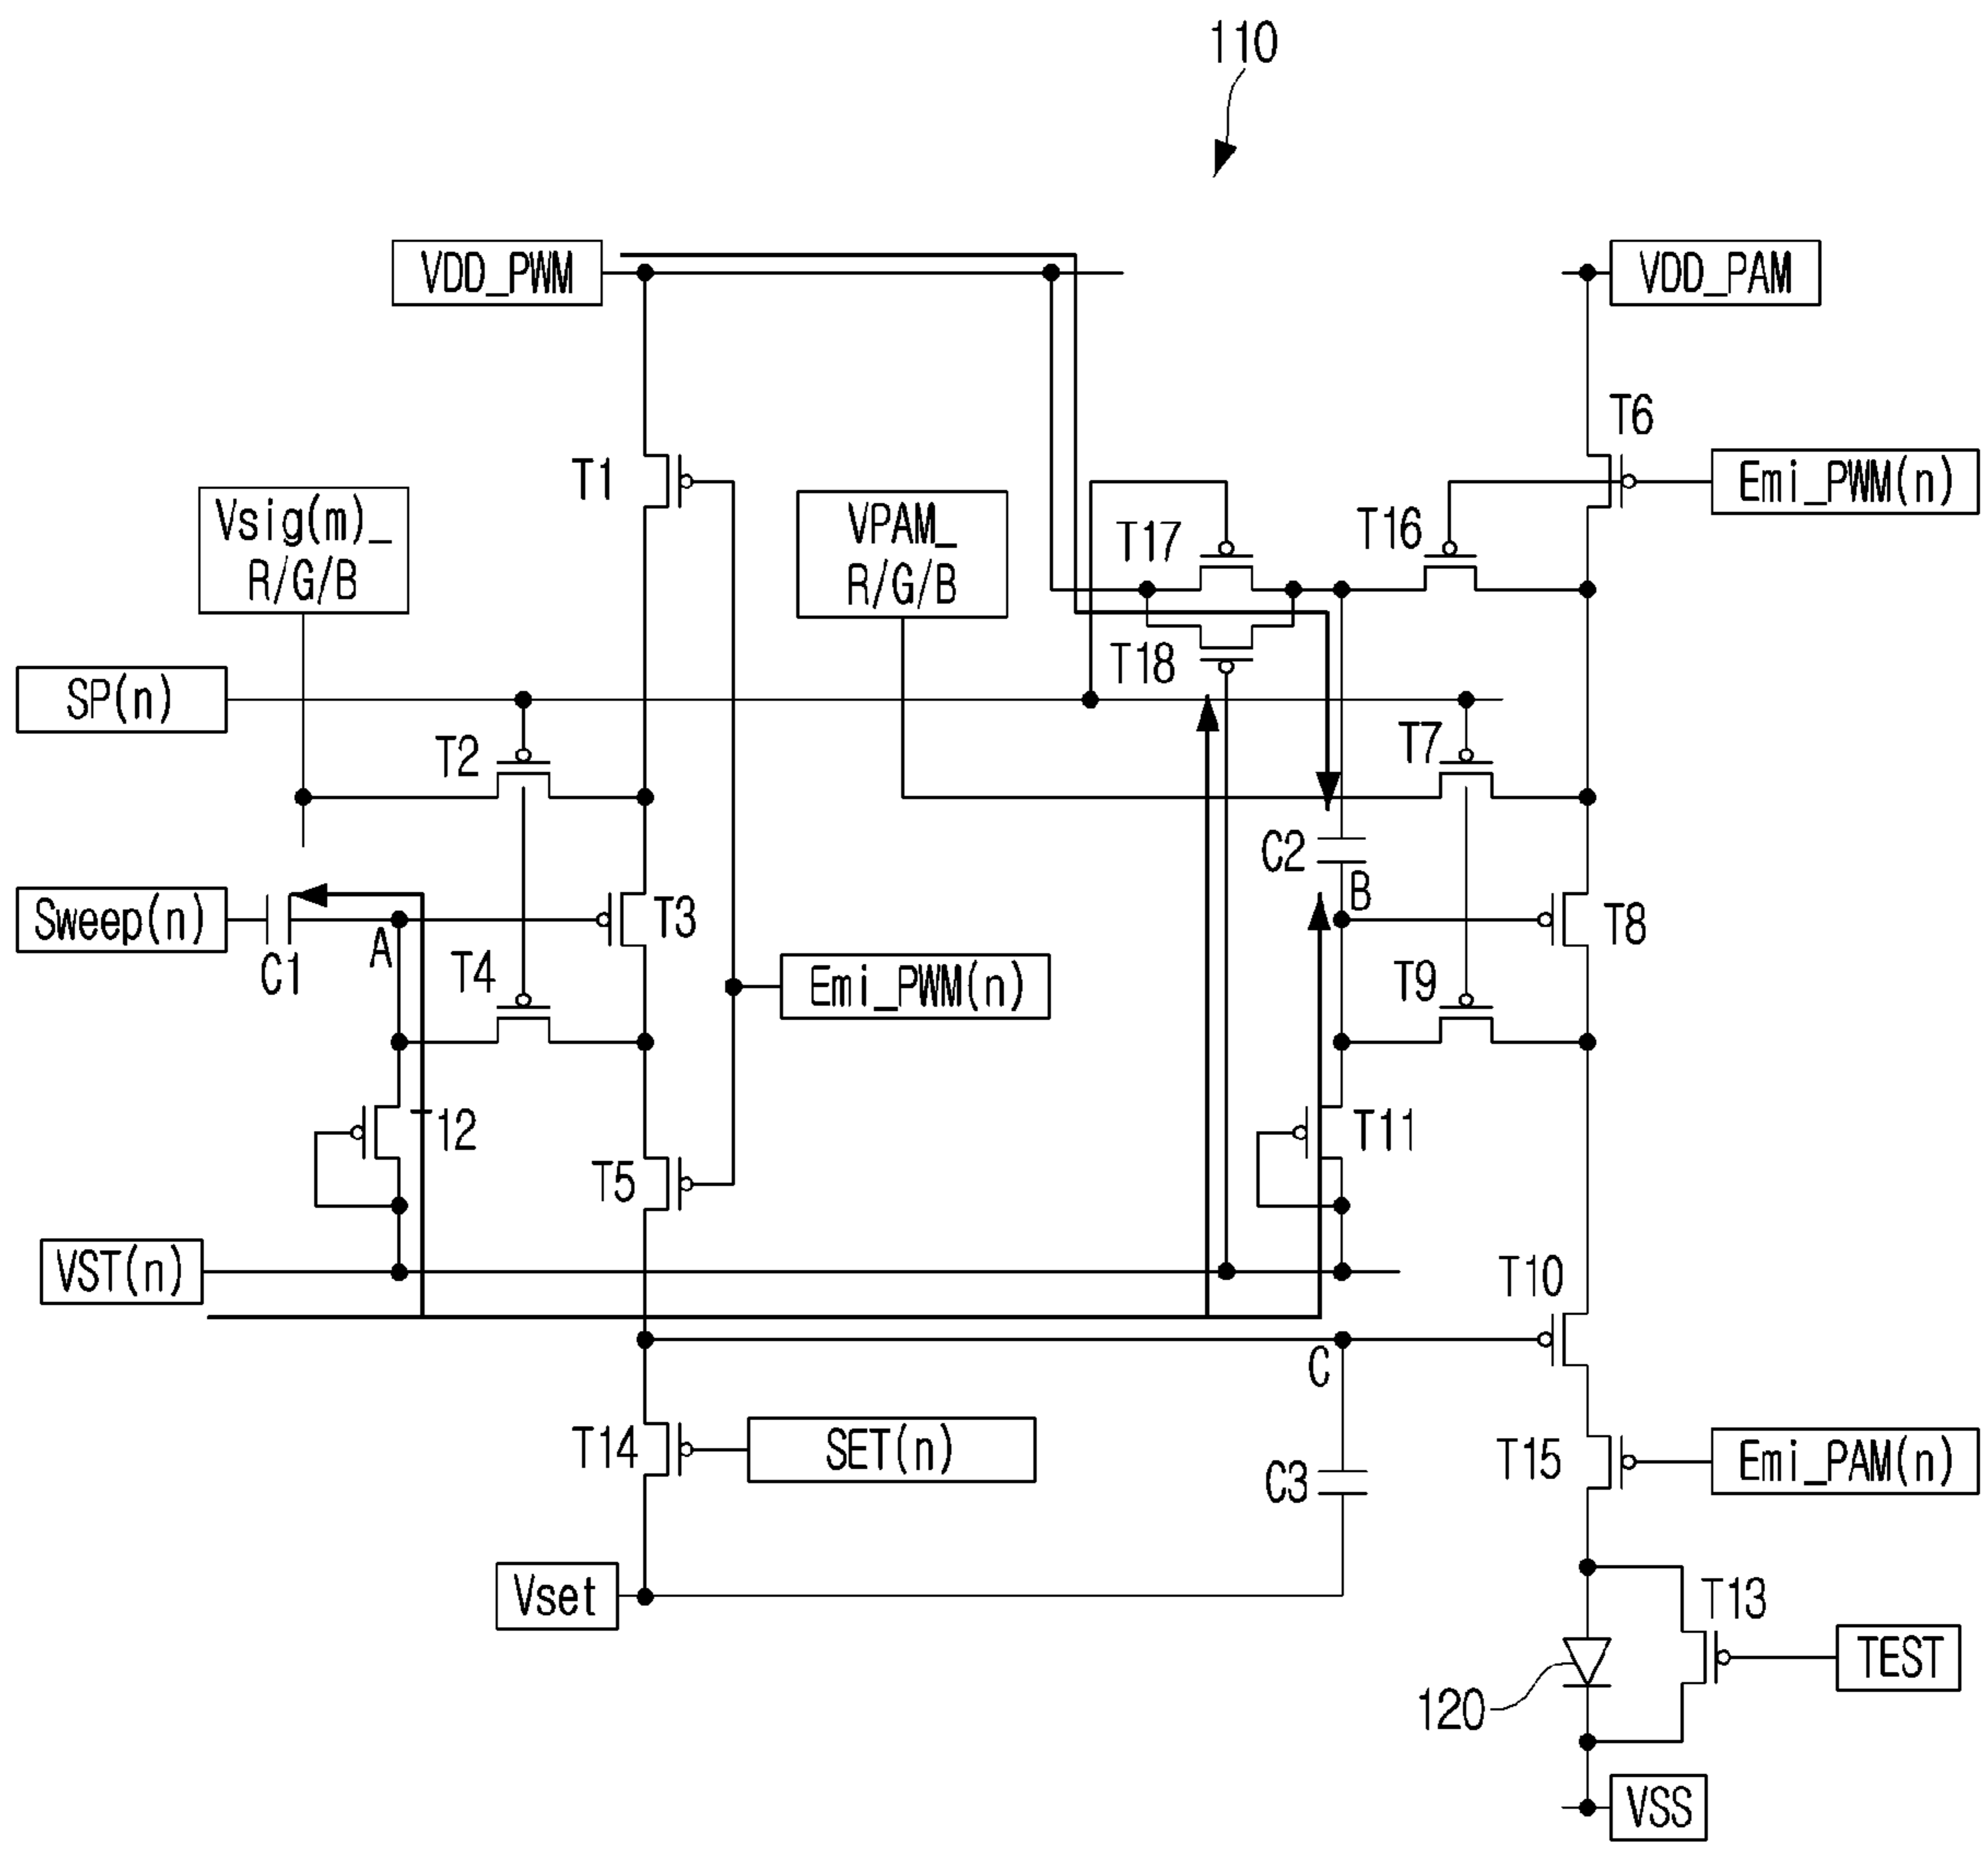 110
VDD_PWM
VDD_PAM
T6
T1
Emi_PWM(n)
Vsig(m)_
R/G/B
VPAM_
R/G/B
T17
T16
T18
SP(n)
T2
T7
C2
B
Sweep(n)
C1
A
T3
T8
T4
T9
Emi_PWM(n)
T12
T11
T5
VST(n)
T10
C
T14
SET(n)
C3
T15
Emi_PAM(n)
Vset
T13
TEST
120
VSS